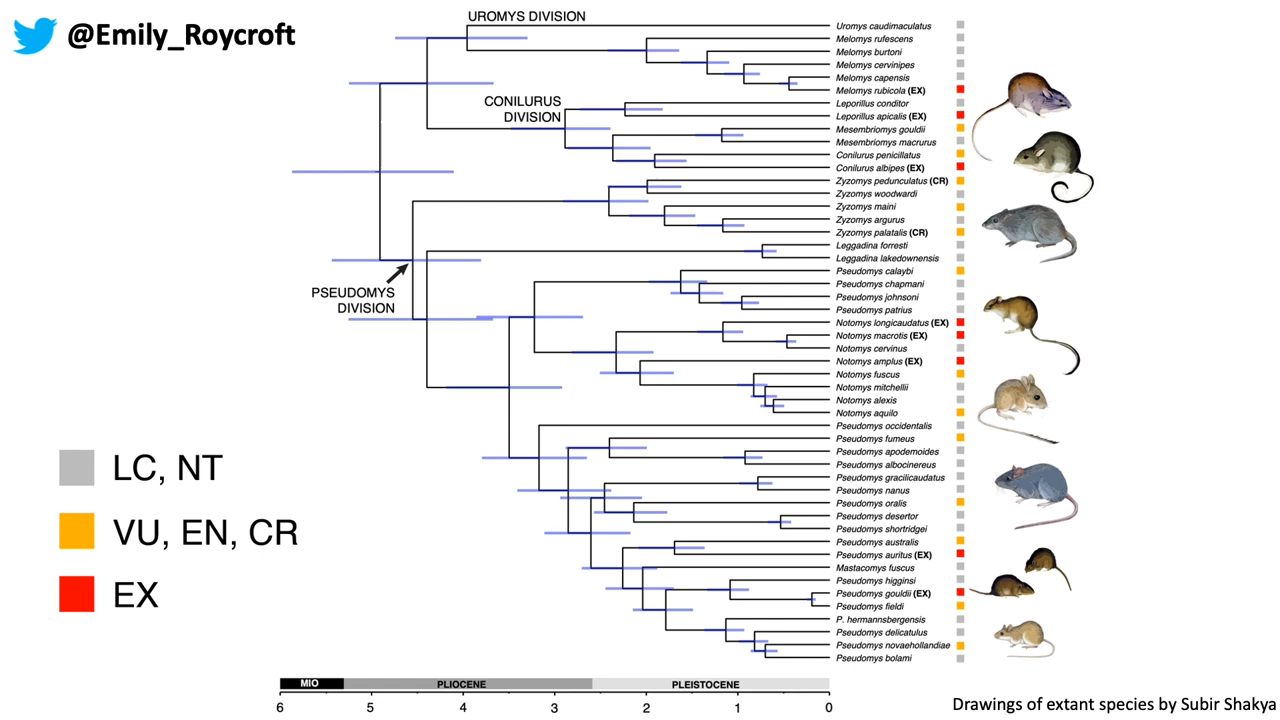 @Emily_Roycroft
UROMYS DIVISION
CONILURUS
DIVISION
PSEUDOMYS
DIVISION
Uromys caudimaculatus
Melomys rufescens
Melomys burtoni
Melomys cervinipes
Melomys capensis
Melomys rubicola (EX)
Leporillus conditor
Leporillus apicalis (EX)
Mesembriomys gouldii
Mesembriomys macrurus
Conilurus penicillatus
Conilurus albipes (EX)
Zyzomys pedunculatus (CR)
Zyzomys woodwardi
Zyzomys maini
Zyzomys argurus
Zyzomys palatalis (CR)
Leggadina forresti
Leggadina lakedownensis
Pseudomys calaybi
Pseudomys chapmani
Pseudomys johnsoni
Pseudomys patrius
Notomys longicaudatus (EX)
Notomys macrotis (EX)
Notomys cervinus
Notomys amplus (EX)
Notomys fuscus
Notomys mitchellii
Notomys alexis
Notomys aquilo
Pseudomys occidentalis
Pseudomys fumeus
Pseudomys apodemoides
Pseudomys albocinereus
Pseudomys gracilicaudatus
Pseudomys nanus
Pseudomys oralis
Pseudomys desertor
Pseudomys shortridgei
Pseudomys australis
Pseudomys auritus (EX)
Mastacomys fuscus
Pseudomys higginsi
Pseudomys gouldii (EX)
Pseudomys fieldi
P. hermannsbergensis
Pseudomys delicatulus
Pseudomys novaehollandiae
Pseudomys bolami
LC, NT
VU, EN, CR
EX
MIO PLIOCENE PLEISTOCENE
6 5 4 3 2 1 0
Drawings of extant species by Subir Shakya